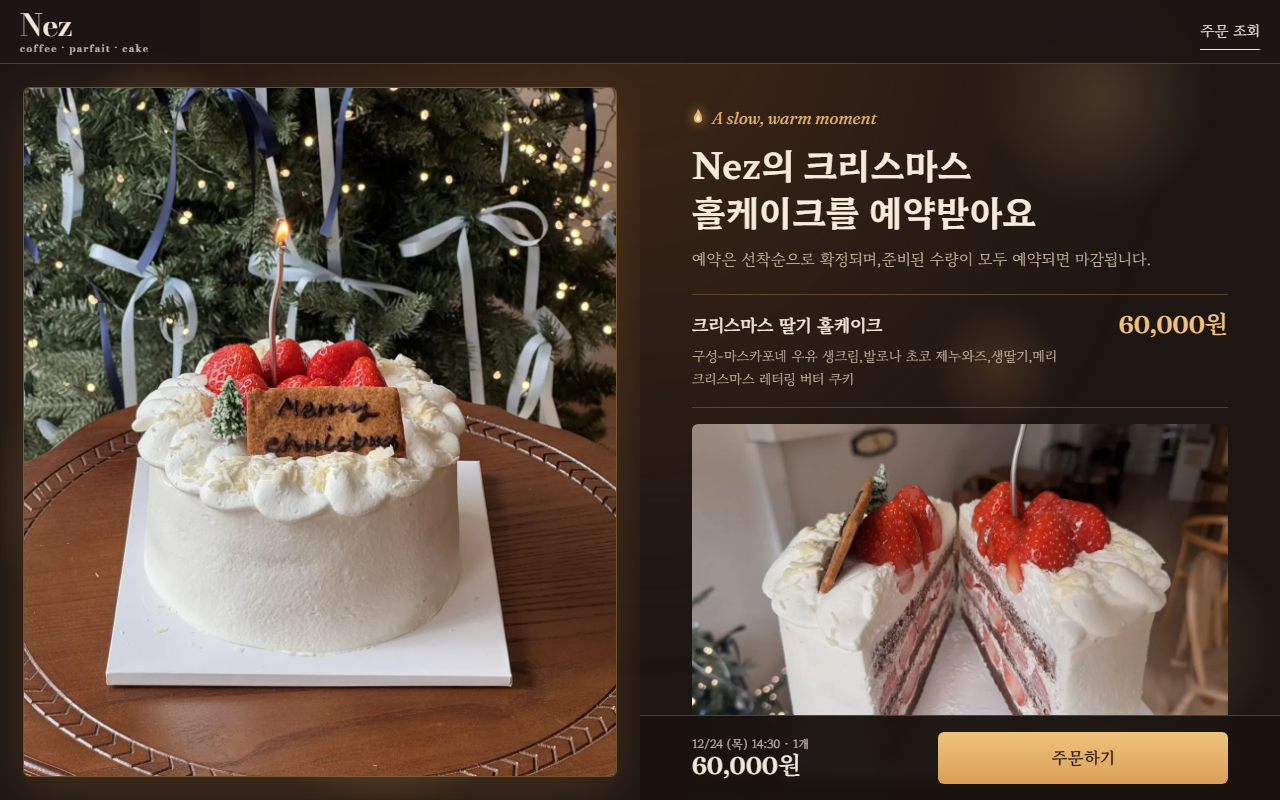 Nez
coffee · parfait · cake
주문 조회
A slow, warm moment
Nez의 크리스마스
홀케이크를 예약받아요
예약은 선착순으로 확정되며,준비된 수량이 모두 예약되면 마감됩니다.
크리스마스 딸기 홀케이크
60,000원
구성-마스카포네 우유 생크림,발로나 초코 제누와즈,생딸기,메리
크리스마스 레터링 버터 쿠키
Merry
christmas
12/24 (목) 14:30 · 1개
60,000원
주문하기